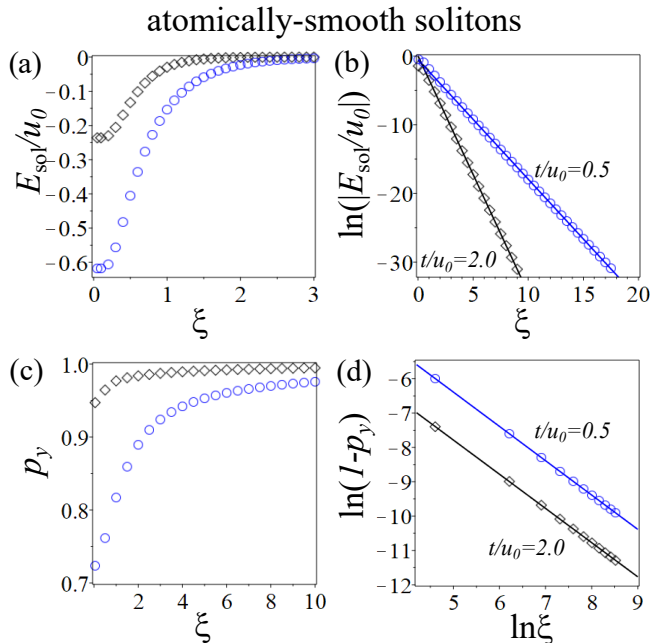 atomically-smooth solitons
(a)
E_sol/u_0
0
−0.1
−0.2
−0.3
−0.4
−0.5
−0.6
0 1 2 3
ξ
(b)
ln(|E_sol/u_0|)
0
−10
−20
−30
t/u_0=0.5
t/u_0=2.0
0 5 10 15 20
ξ
(c)
p_y
1.0
0.9
0.8
0.7
2 4 6 8 10
ξ
(d)
ln(1-p_y)
−6
−7
−8
−9
−10
−11
−12
t/u_0=0.5
t/u_0=2.0
5 6 7 8 9
lnξ